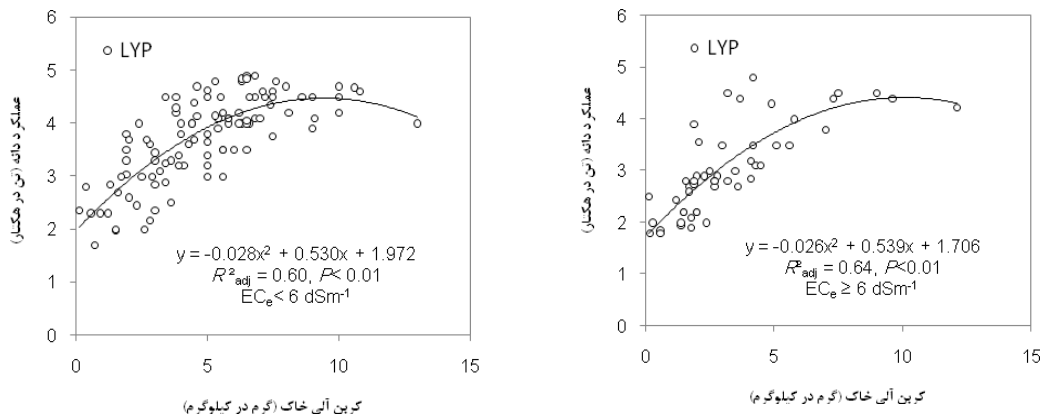 6
5
4
3
2
1
0
LYP
y = -0.028x² + 0.530x + 1.972
R²adj = 0.60, P< 0.01
ECe < 6 dSm⁻¹
0 5 10 15
عملکرد دانه (تن در هکتار)
کربن آلی خاک (گرم در کیلوگرم)
6
5
4
3
2
1
0
LYP
y = -0.026x² + 0.539x + 1.706
R²adj = 0.64, P<0.01
ECe ≥ 6 dSm⁻¹
0 5 10 15
عملکرد دانه (تن در هکتار)
کربن آلی خاک (گرم در کیلوگرم)